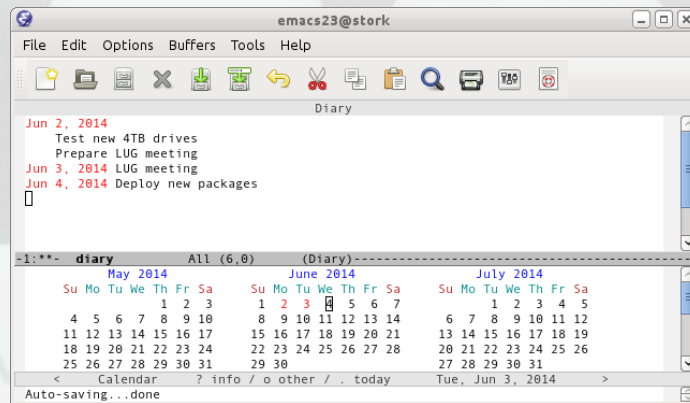 emacs23@stork
File Edit Options Buffers Tools Help
Diary
Jun 2, 2014
    Test new 4TB drives
    Prepare LUG meeting
Jun 3, 2014 LUG meeting
Jun 4, 2014 Deploy new packages
-1:**-  diary          All (6,0)      (Diary)--------------------------------------------
May 2014 June 2014 July 2014
Su Mo Tu We Th Fr Sa Su Mo Tu We Th Fr Sa Su Mo Tu We Th Fr Sa
1 2 3 1 2 3 4 5 6 7 1 2 3 4 5
4 5 6 7 8 9 10 8 9 10 11 12 13 14 6 7 8 9 10 11 12
11 12 13 14 15 16 17 15 16 17 18 19 20 21 13 14 15 16 17 18 19
18 19 20 21 22 23 24 22 23 24 25 26 27 28 20 21 22 23 24 25 26
25 26 27 28 29 30 31 29 30 27 28 29 30 31
< Calendar ? info / o other / . today Tue, Jun 3, 2014 >
Auto-saving...done